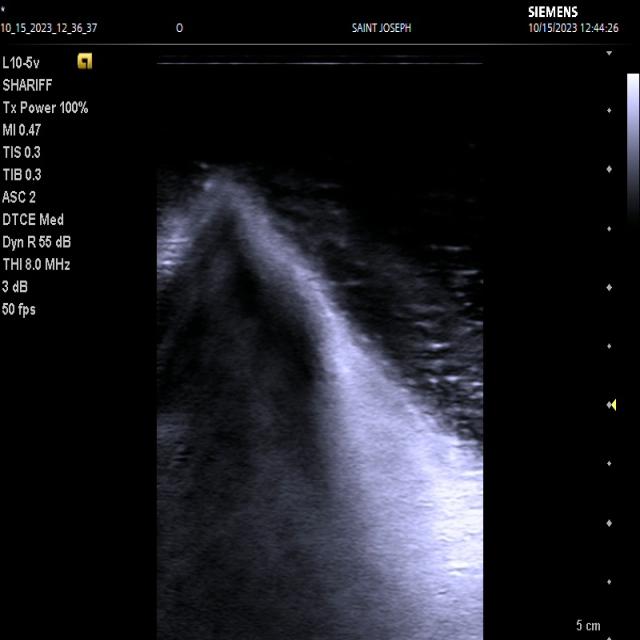 *
SIEMENS
10_15_2023_12_36_37 O SAINT JOSEPH 10/15/2023 12:44:26
L10-5v
SHARIFF
Tx Power 100%
MI 0.47
TIS 0.3
TIB 0.3
ASC 2
DTCE Med
Dyn R 55 dB
THI 8.0 MHz
3 dB
50 fps
5 cm